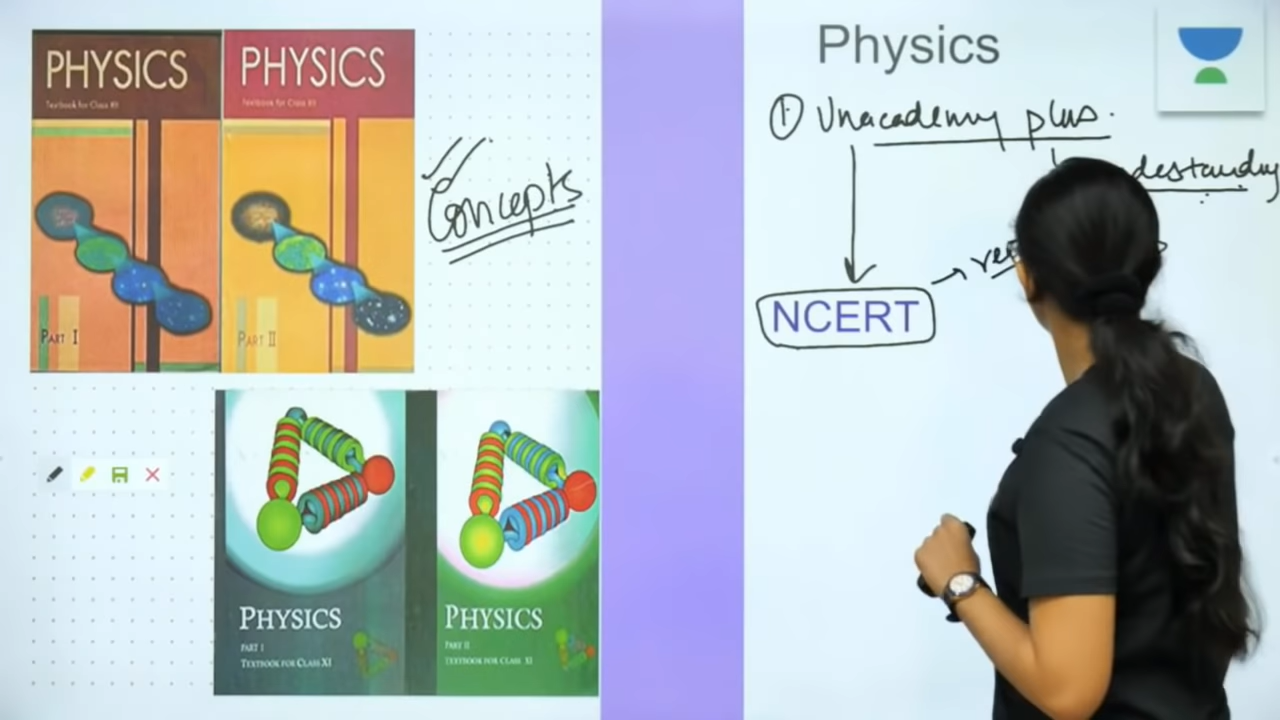 PHYSICS
Textbook for Class XII
PART I
PHYSICS
Textbook for Class XII
PART II
Concepts
PHYSICS
PART I
TEXTBOOK FOR CLASS XI
PHYSICS
PART II
TEXTBOOK FOR CLASS XI
Physics
① Unacademy plus.
destanding
NCERT